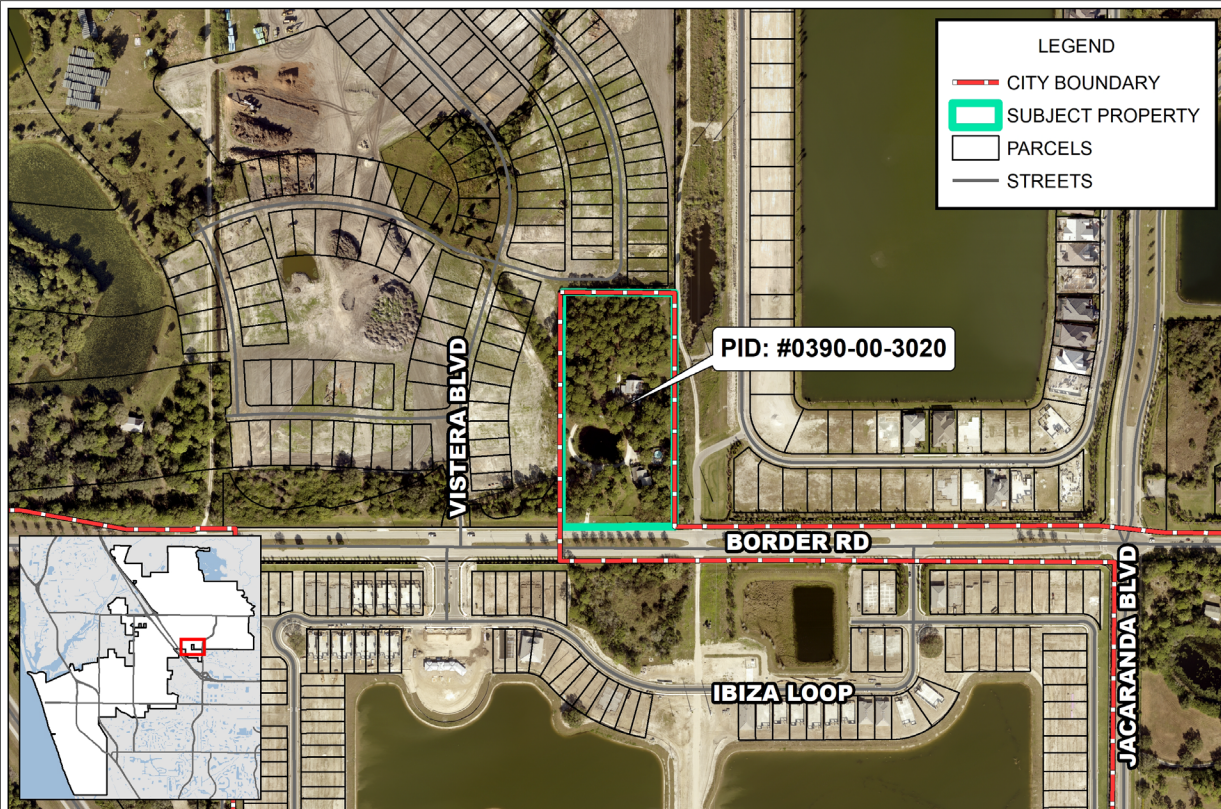 LEGEND
CITY BOUNDARY
SUBJECT PROPERTY
PARCELS
STREETS
PID: #0390-00-3020
VISTERA BLVD
BORDER RD
IBIZA LOOP
JACARANDA BLVD